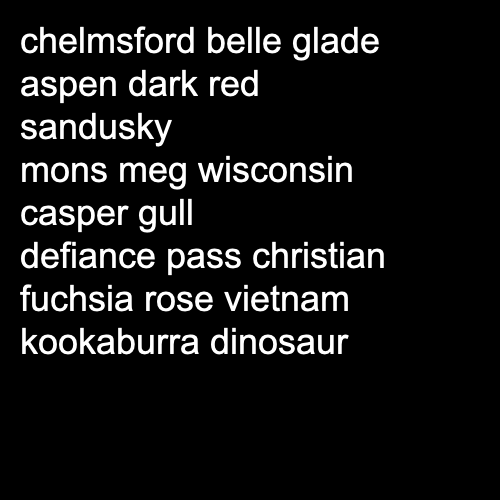 chelmsford belle glade
aspen dark red
sandusky
mons meg wisconsin
casper gull
defiance pass christian
fuchsia rose vietnam
kookaburra dinosaur